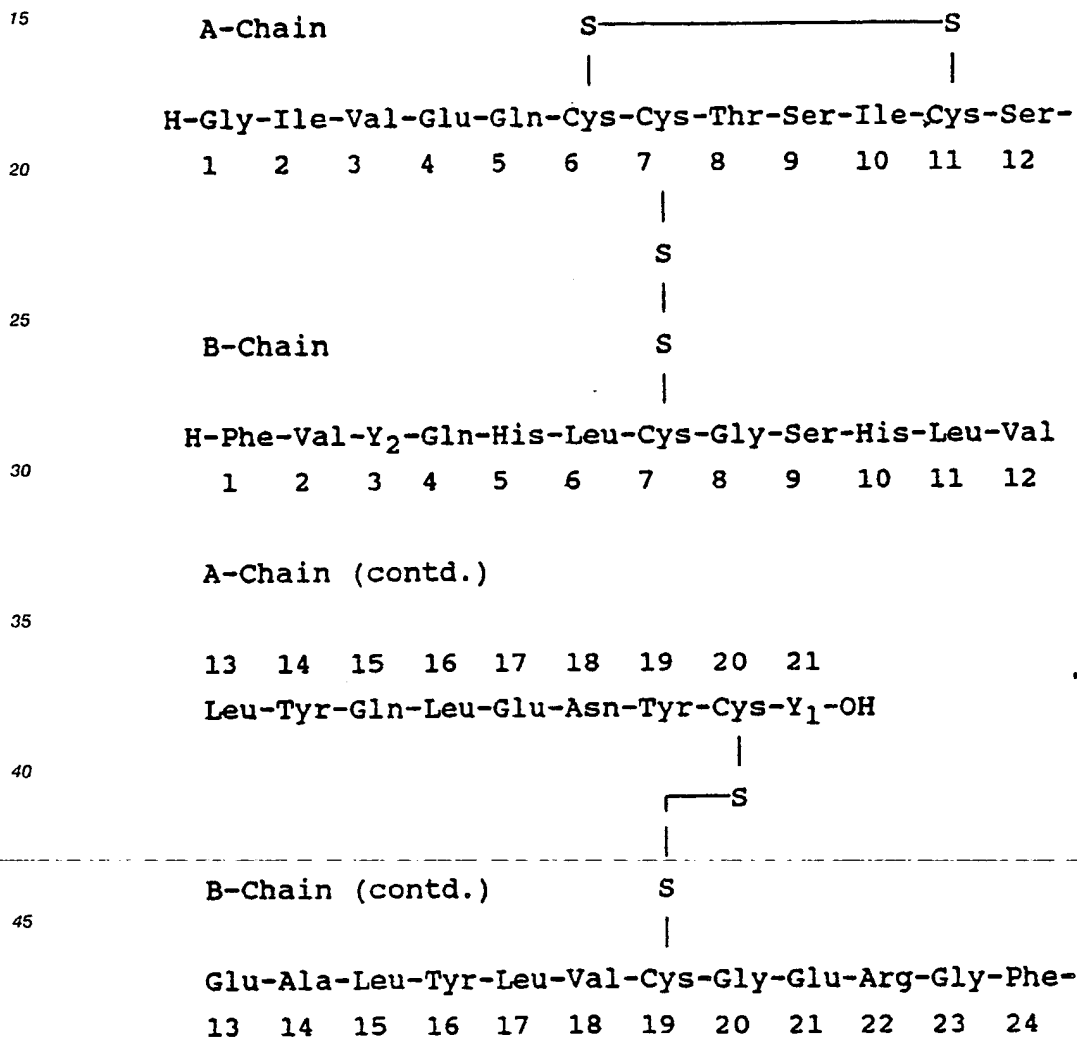 15 A-Chain S S
H-Gly-Ile-Val-Glu-Gln-Cys-Cys-Thr-Ser-Ile-Cys-Ser-
20 1 2 3 4 5 6 7 8 9 10 11 12
S
25
B-Chain S
H-Phe-Val-Y₂-Gln-His-Leu-Cys-Gly-Ser-His-Leu-Val
30 1 2 3 4 5 6 7 8 9 10 11 12
A-Chain (contd.)
35
13 14 15 16 17 18 19 20 21
Leu-Tyr-Gln-Leu-Glu-Asn-Tyr-Cys-Y₁-OH
40 S
B-Chain (contd.) S
45
Glu-Ala-Leu-Tyr-Leu-Val-Cys-Gly-Glu-Arg-Gly-Phe-
13 14 15 16 17 18 19 20 21 22 23 24